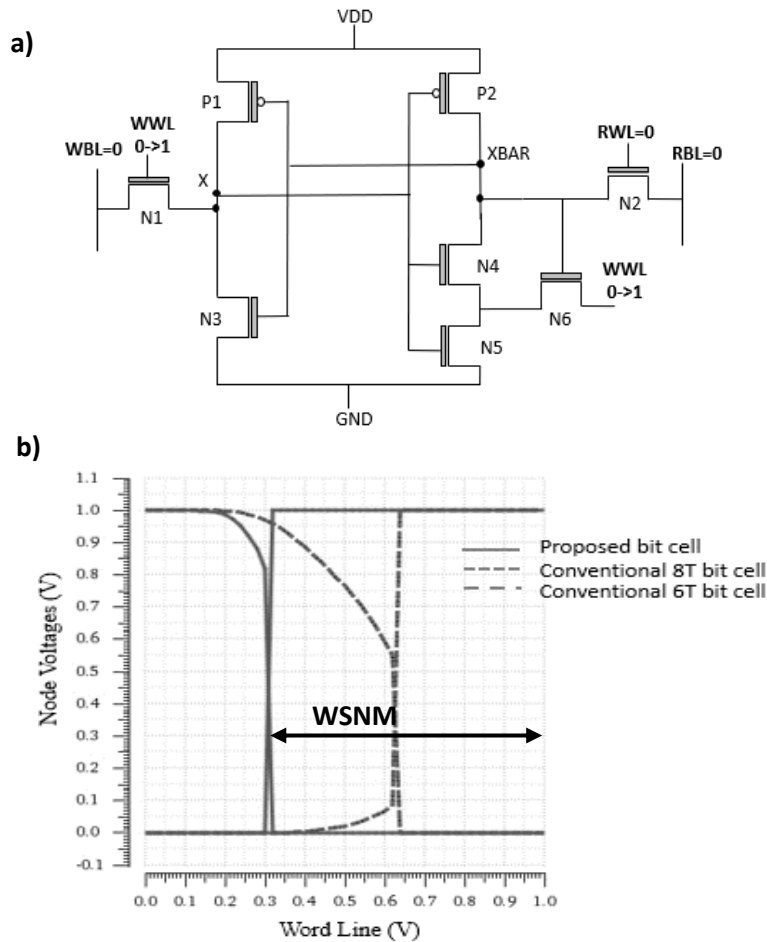 a)
VDD
P1
P2
WWL
0->1
WBL=0
XBAR
RWL=0
RBL=0
X
N1
N2
N4
WWL
0->1
N3
N6
N5
GND
b)
1.1
1.0
0.9
0.8
0.7
0.6
0.5
0.4
0.3
0.2
0.1
0.0
-0.1
Node Voltages (V)
Proposed bit cell
Conventional 8T bit cell
Conventional 6T bit cell
WSNM
0.0 0.1 0.2 0.3 0.4 0.5 0.6 0.7 0.8 0.9 1.0
Word Line (V)